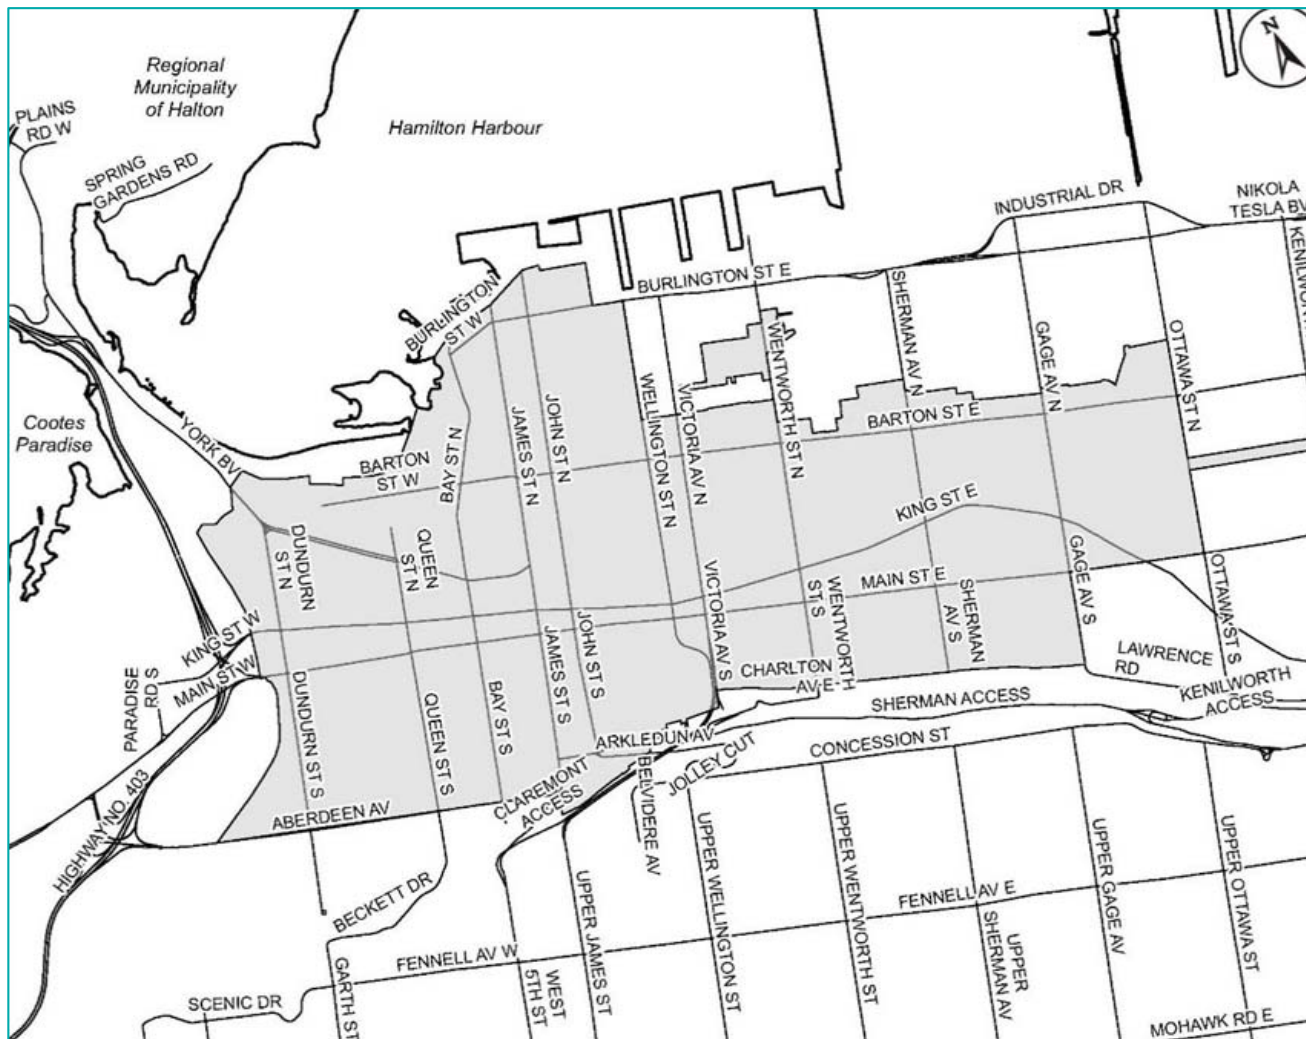 Regional
Municipality
of Halton
N
PLAINS
RD W
Hamilton Harbour
SPRING
GARDENS RD
INDUSTRIAL DR
NIKOLA
TESLA BV
KENILWOR
BURLINGTON ST E
BURLINGTON
ST W
SHERMAN AV N
GAGE AV N
OTTAWA ST N
WENTWORTH ST N
WELLINGTON ST N
VICTORIA AV N
JAMES ST N
JOHN ST N
BAY ST N
BARTON ST E
Cootes
Paradise
YORK BV
BARTON
ST W
KING ST E
DUNDURN
ST N
QUEEN
ST N
VICTORIA AV S
MAIN ST E
WENTWORTH
ST S
SHERMAN
AV S
GAGE AV S
OTTAWA ST S
KING ST W
MAIN ST W
PARADISE
RD S
JAMES ST S
JOHN ST S
CHARLTON
AV E
LAWRENCE
RD
KENILWORTH
ACCESS
SHERMAN ACCESS
DUNDURN ST S
QUEEN ST S
BAY ST S
ARKLEDUN AV
JOLLEY CUT
CONCESSION ST
CLAREMONT
ACCESS
BELVIDERE AV
HIGHWAY NO. 403
ABERDEEN AV
BECKETT DR
UPPER JAMES ST
UPPER WELLINGTON ST
UPPER WENTWORTH ST
FENNELL AV E
UPPER
SHERMAN AV
UPPER GAGE AV
UPPER OTTAWA ST
FENNELL AV W
WEST
5TH ST
GARTH ST
SCENIC DR
MOHAWK RD E